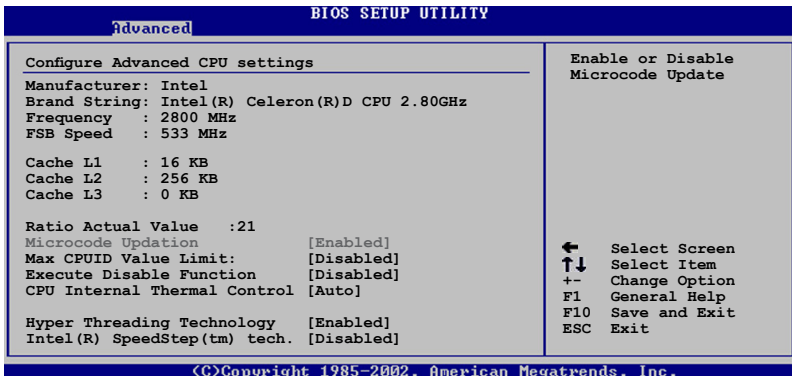 BIOS SETUP UTILITY
Advanced
Configure Advanced CPU settings
Manufacturer: Intel
Brand String: Intel(R) Celeron(R)D CPU 2.80GHz
Frequency : 2800 MHz
FSB Speed : 533 MHz
Cache L1 : 16 KB
Cache L2 : 256 KB
Cache L3 : 0 KB
Ratio Actual Value :21
Microcode Updation [Enabled]
Max CPUID Value Limit: [Disabled]
Execute Disable Function [Disabled]
CPU Internal Thermal Control [Auto]
Hyper Threading Technology [Enabled]
Intel(R) SpeedStep(tm) tech. [Disabled]
Enable or Disable
Microcode Update
← Select Screen
↑↓ Select Item
+- Change Option
F1 General Help
F10 Save and Exit
ESC Exit
(C)Copyright 1985-2002, American Megatrends, Inc.